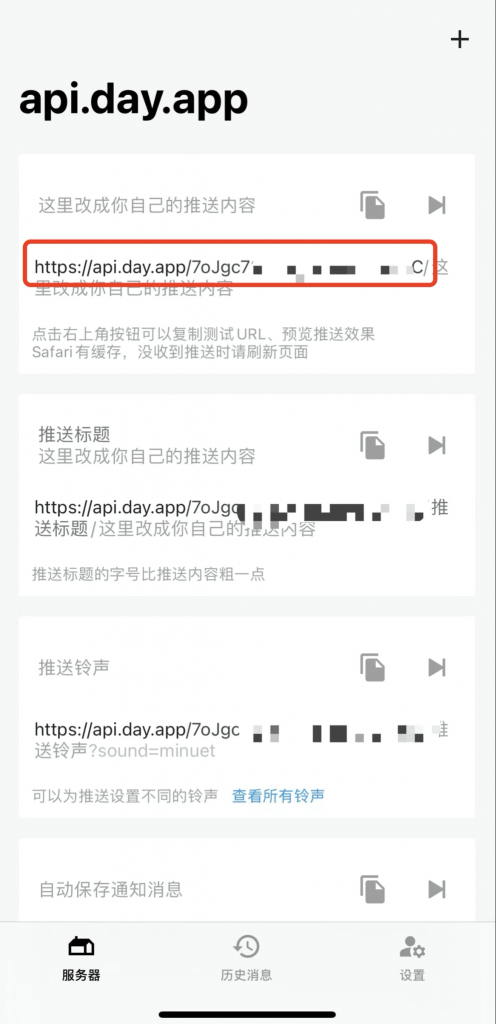 api.day.app
这里改成你自己的推送内容
https://api.day.app/7oJgc7 C/这
里改成你自己的推送内容
点击右上角按钮可以复制测试URL、预览推送效果
Safari有缓存，没收到推送时请刷新页面
推送标题
这里改成你自己的推送内容
https://api.day.app/7oJgc 推
送标题/这里改成你自己的推送内容
推送标题的字号比推送内容粗一点
推送铃声
https://api.day.app/7oJgc 推
送铃声?sound=minuet
可以为推送设置不同的铃声 查看所有铃声
自动保存通知消息
服务器 历史消息 设置